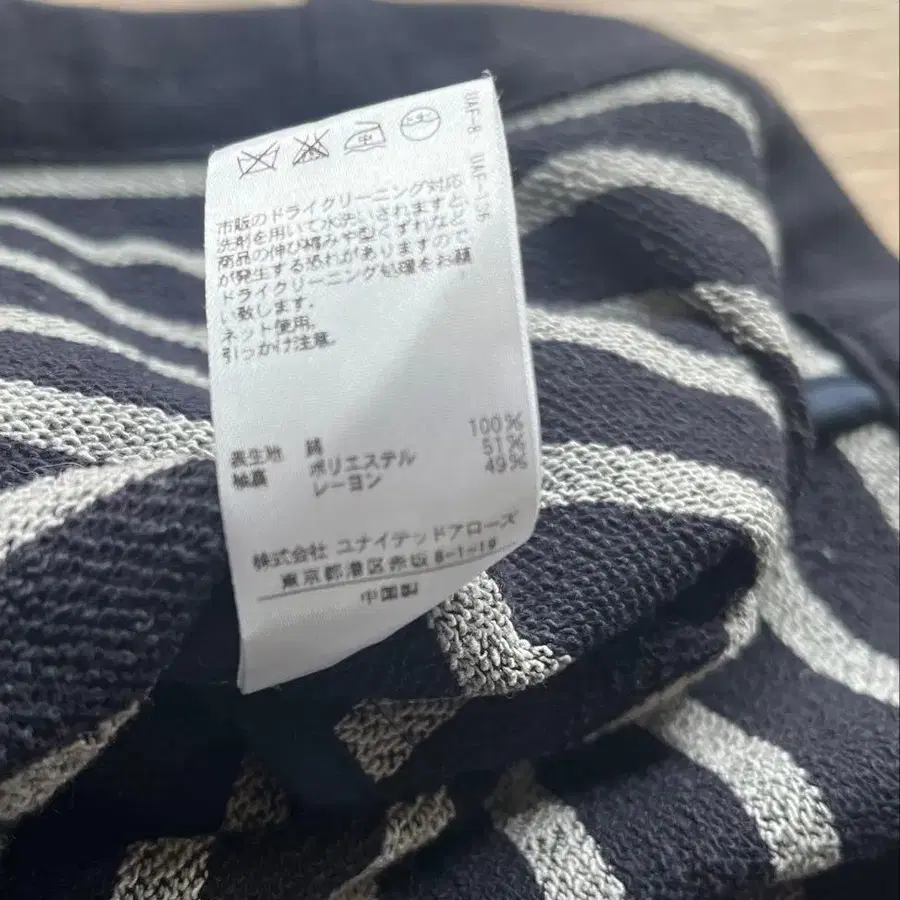 UAF-8 UAF-126
中
市販のドライクリーニング対応
洗剤を用いて水洗いされますと、
商品の伸び縮みや型くずれなど
が発生する恐れがありますので
ドライクリーニング処理をお願
い致します。
ネット使用。
引っかけ注意。
表生地 綿 100%
袖裏 ポリエステル 51%
レーヨン 49%
株式会社 ユナイテッドアローズ
東京都港区赤坂8-1-19
中国製